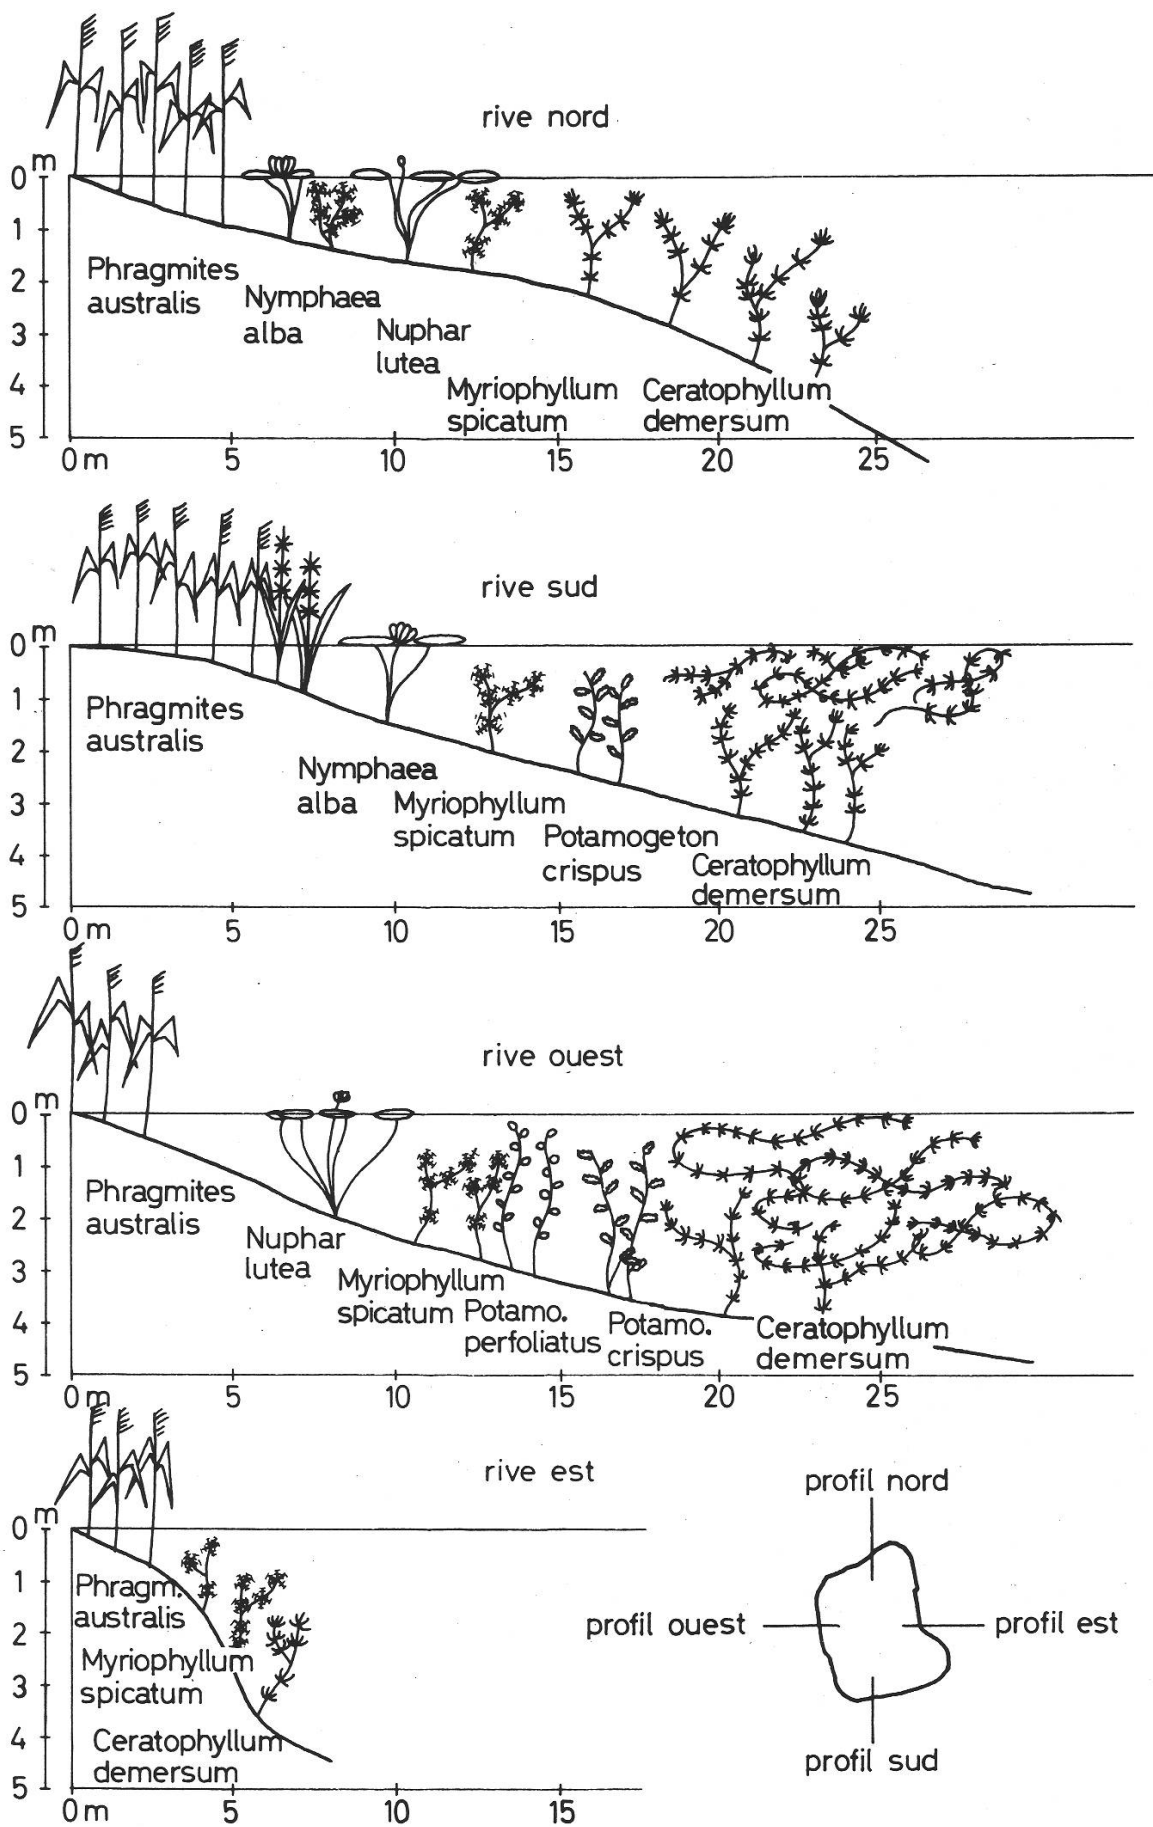 rive nord
m
0
1
2
3
4
5
Phragmites
australis
Nymphaea
alba
Nuphar
lutea
Myriophyllum
spicatum
Ceratophyllum
demersum
0 m 5 10 15 20 25
rive sud
m
0
1
2
3
4
5
Phragmites
australis
Nymphaea
alba
Myriophyllum
spicatum
Potamogeton
crispus
Ceratophyllum
demersum
0 m 5 10 15 20 25
rive ouest
m
0
1
2
3
4
5
Phragmites
australis
Nuphar
lutea
Myriophyllum
spicatum
Potamo.
perfoliatus
Potamo.
crispus
Ceratophyllum
demersum
0 m 5 10 15 20 25
rive est
m
0
1
2
3
4
5
Phragm.
australis
Myriophyllum
spicatum
Ceratophyllum
demersum
0 m 5 10 15
profil nord
profil ouest
profil est
profil sud